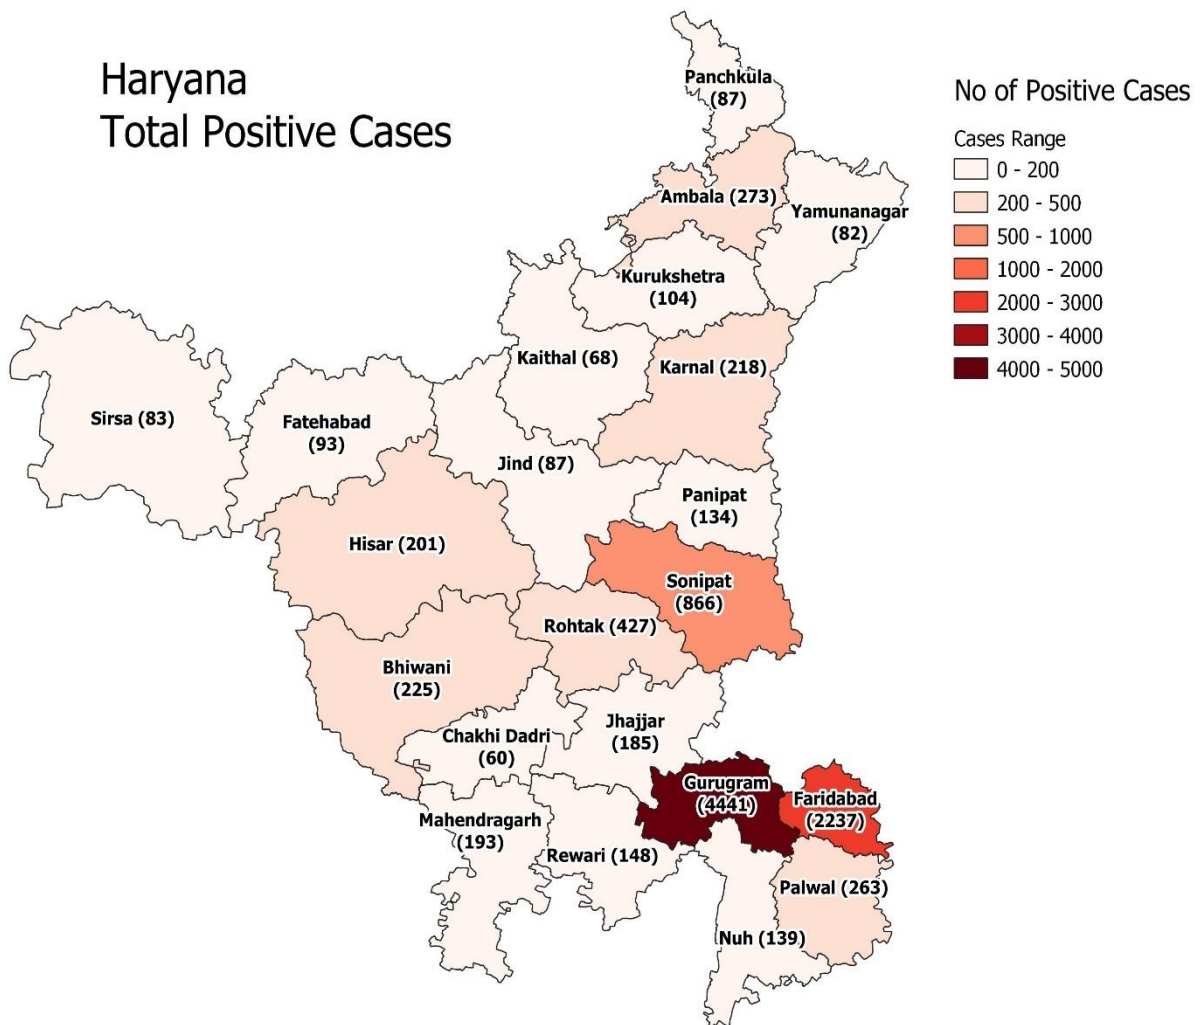 Haryana
Total Positive Cases
No of Positive Cases
Cases Range
0 - 200
200 - 500
500 - 1000
1000 - 2000
2000 - 3000
3000 - 4000
4000 - 5000
Panchkula
(87)
Ambala (273)
Yamunanagar
(82)
Kurukshetra
(104)
Kaithal (68)
Karnal (218)
Sirsa (83)
Fatehabad
(93)
Jind (87)
Panipat
(134)
Hisar (201)
Sonipat
(866)
Rohtak (427)
Bhiwani
(225)
Jhajjar
(185)
Chakhi Dadri
(60)
Gurugram
(4441)
Faridabad
(2237)
Mahendragarh
(193)
Rewari (148)
Palwal (263)
Nuh (139)